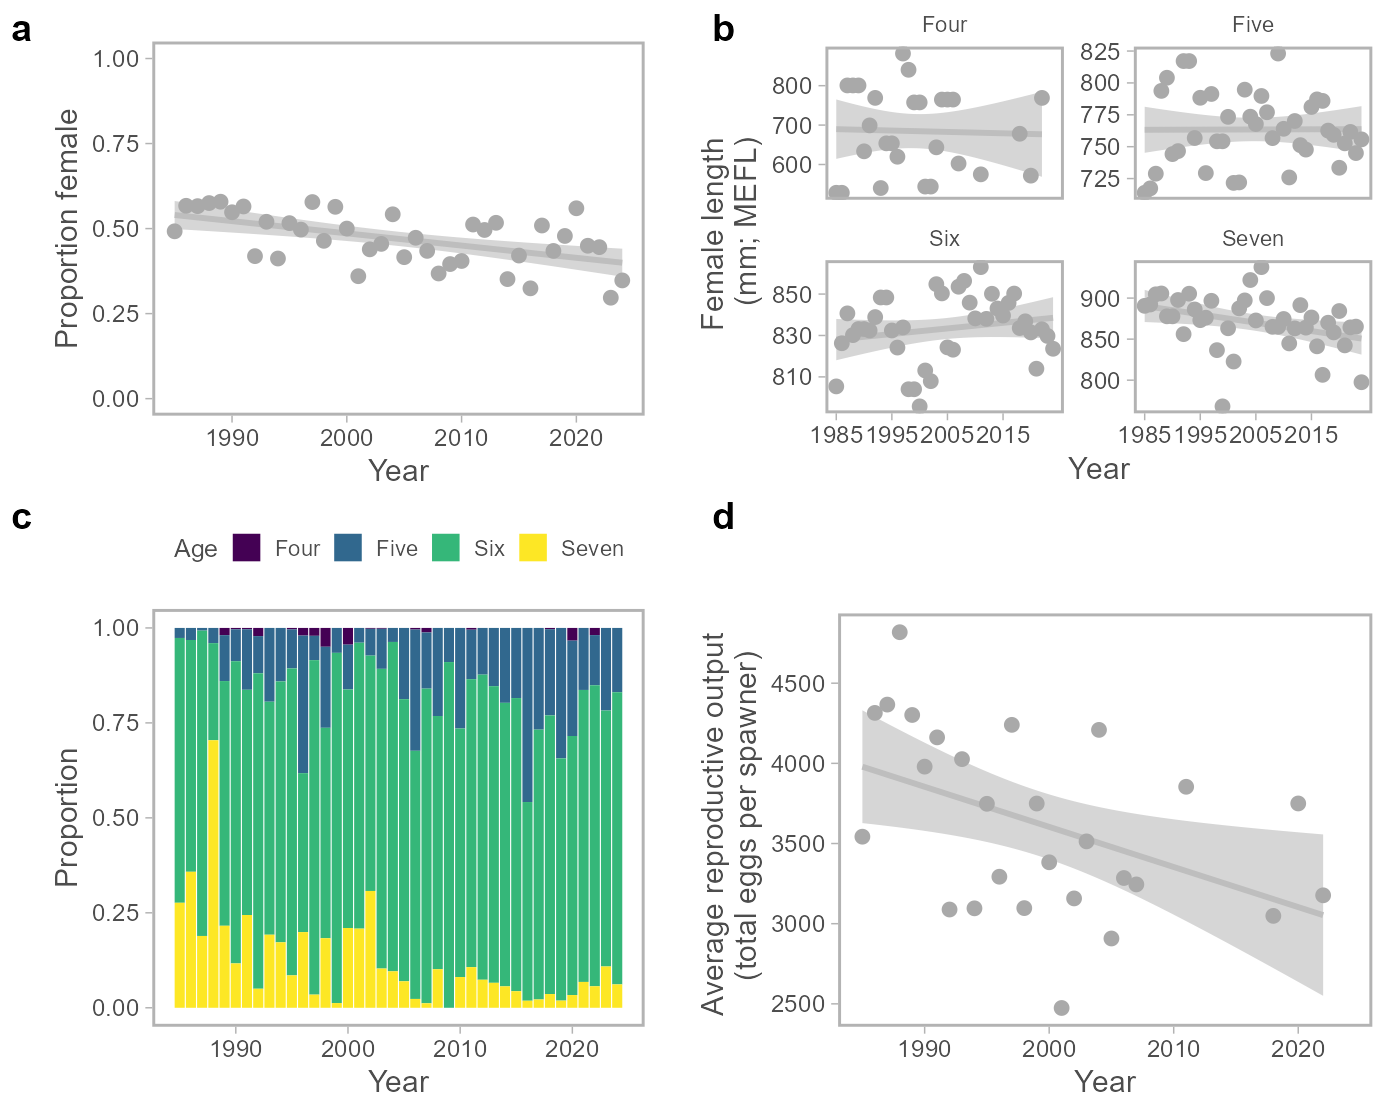 a
1.00
0.75
0.50
0.25
0.00
Proportion female
1990 2000 2010 2020
Year
b
Four Five
800
700
600
825
800
775
750
725
Six Seven
850
830
810
900
850
800
Female length
(mm; MEFL)
1985 1995 2005 2015
1985 1995 2005 2015
Year
c
Age Four Five Six Seven
1.00
0.75
0.50
0.25
0.00
Proportion
1990 2000 2010 2020
Year
d
4500
4000
3500
3000
2500
Average reproductive output
(total eggs per spawner)
1990 2000 2010 2020
Year